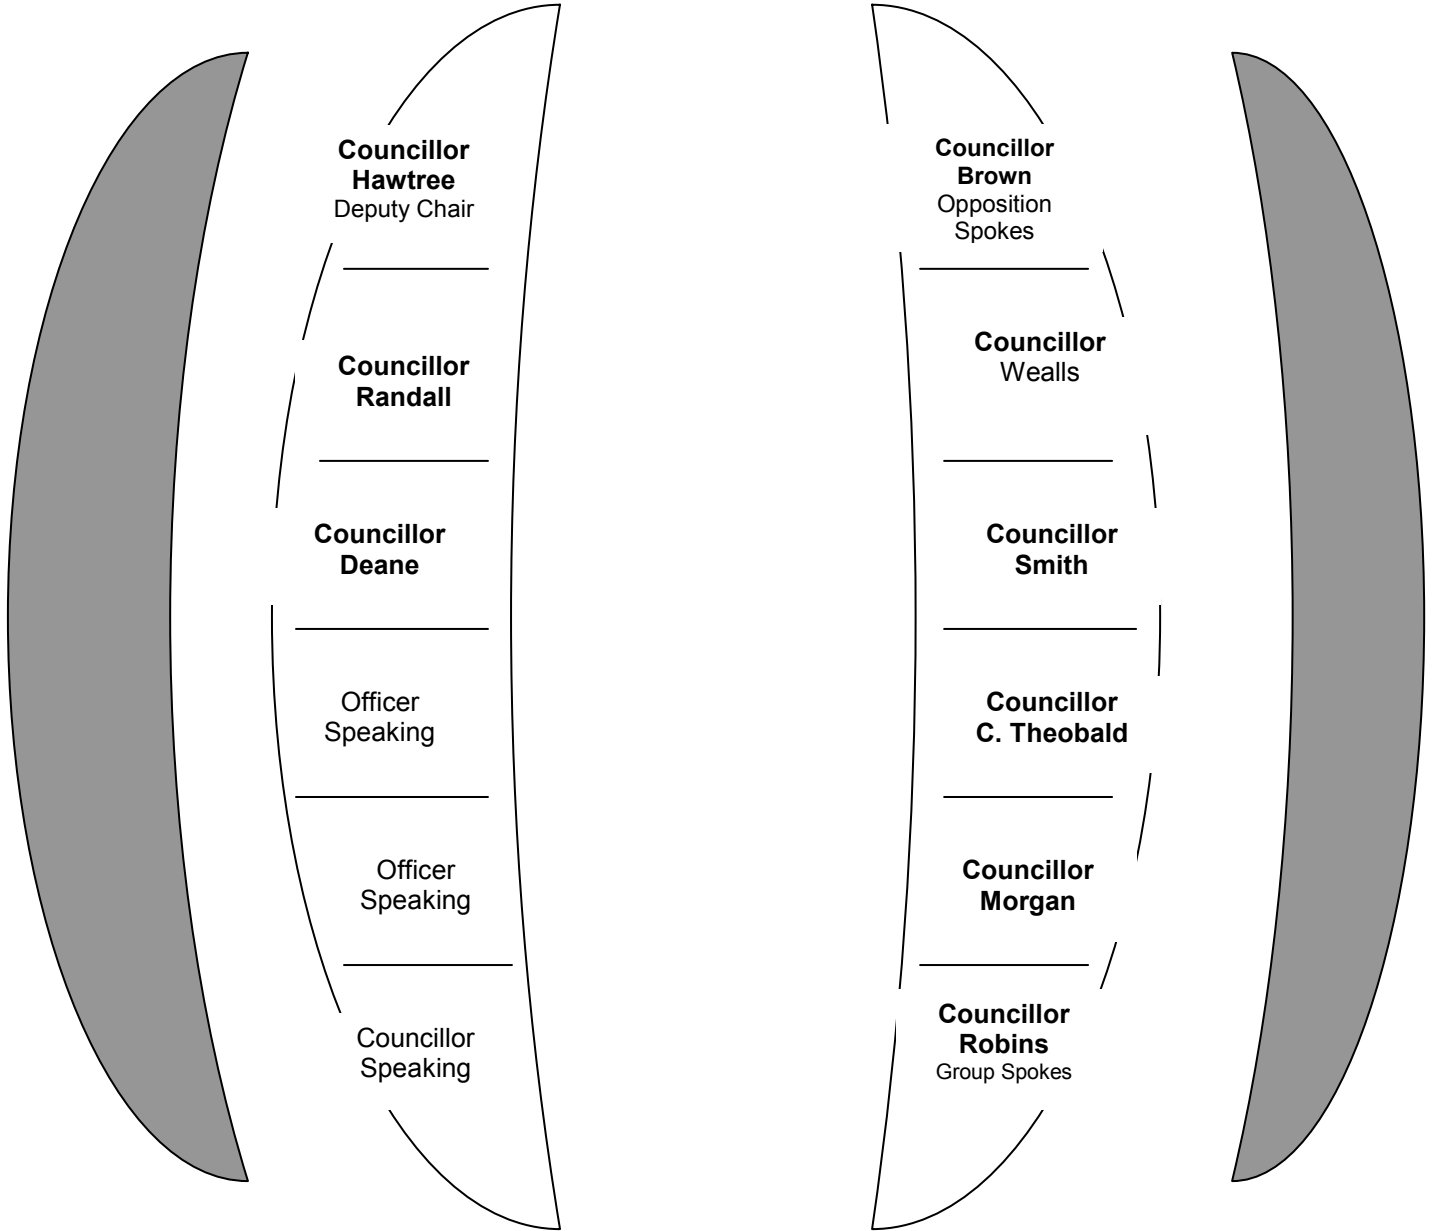 Councillor
Hawtree
Deputy Chair
Councillor
Randall
Councillor
Deane
Officer
Speaking
Officer
Speaking
Councillor
Speaking
Councillor
Brown
Opposition
Spokes
Councillor
Wealls
Councillor
Smith
Councillor
C. Theobald
Councillor
Morgan
Councillor
Robins
Group Spokes